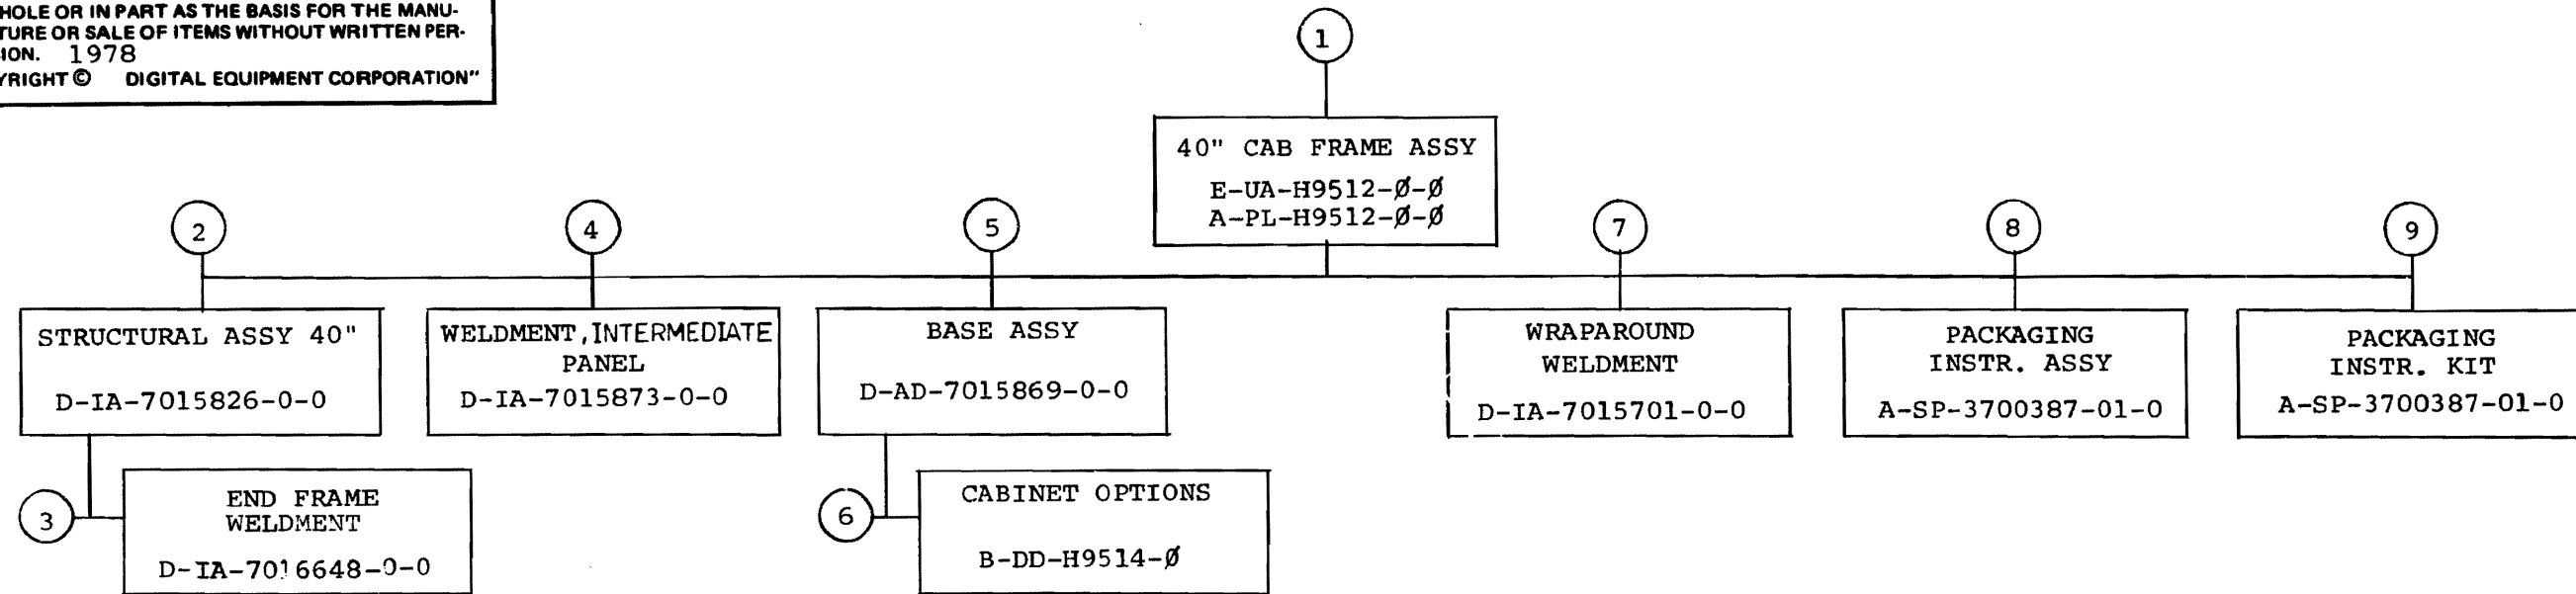 HOLE OR IN PART AS THE BASIS FOR THE MANU-
TURE OR SALE OF ITEMS WITHOUT WRITTEN PER-
ION. 1978
YRIGHT © DIGITAL EQUIPMENT CORPORATION"
1
40" CAB FRAME ASSY
E-UA-H9512-Ø-Ø
A-PL-H9512-Ø-Ø
2
STRUCTURAL ASSY 40"
D-IA-7015826-0-0
3
END FRAME
WELDMENT
D-IA-7016648-0-0
4
WELDMENT, INTERMEDIATE
PANEL
D-IA-7015873-0-0
5
BASE ASSY
D-AD-7015869-0-0
6
CABINET OPTIONS
B-DD-H9514-Ø
7
WRAPAROUND
WELDMENT
D-IA-7015701-0-0
8
PACKAGING
INSTR. ASSY
A-SP-3700387-01-0
9
PACKAGING
INSTR. KIT
A-SP-3700387-01-0